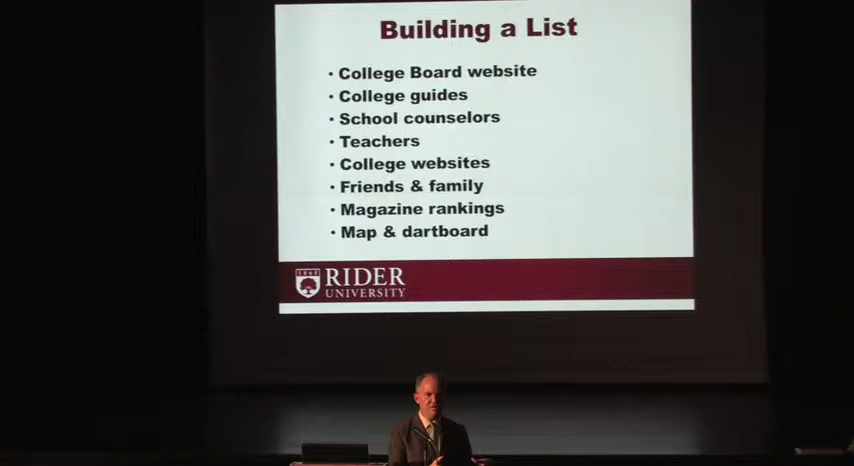 Building a List
• College Board website
• College guides
• School counselors
• Teachers
• College websites
• Friends & family
• Magazine rankings
• Map & dartboard
1865
RIDER
UNIVERSITY